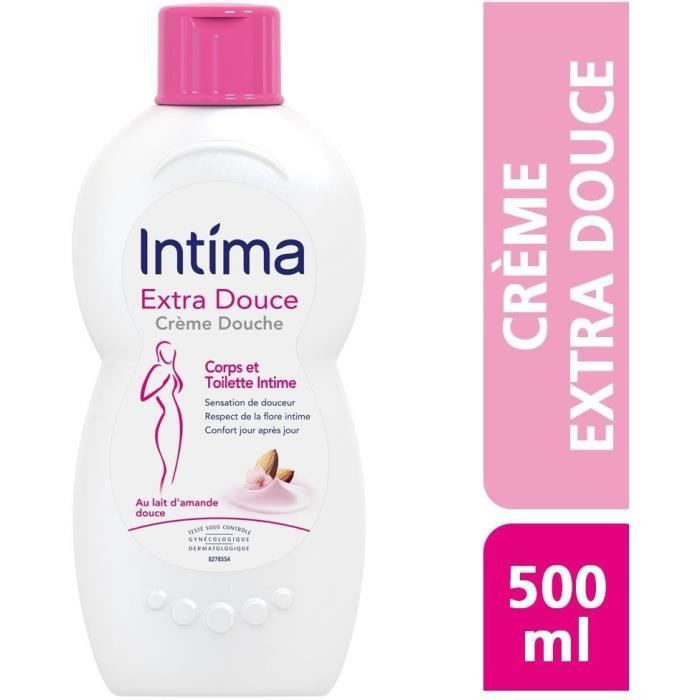 Intíma
Extra Douce
Crème Douche
Corps et
Toilette Intime
Sensation de douceur
Respect de la flore intime
Confort jour après jour
Au lait d'amande
douce
TESTÉ SOUS CONTRÔLE
GYNÉCOLOGIQUE
DERMATOLOGIQUE
8278554
CRÈME
EXTRA DOUCE
500
ml